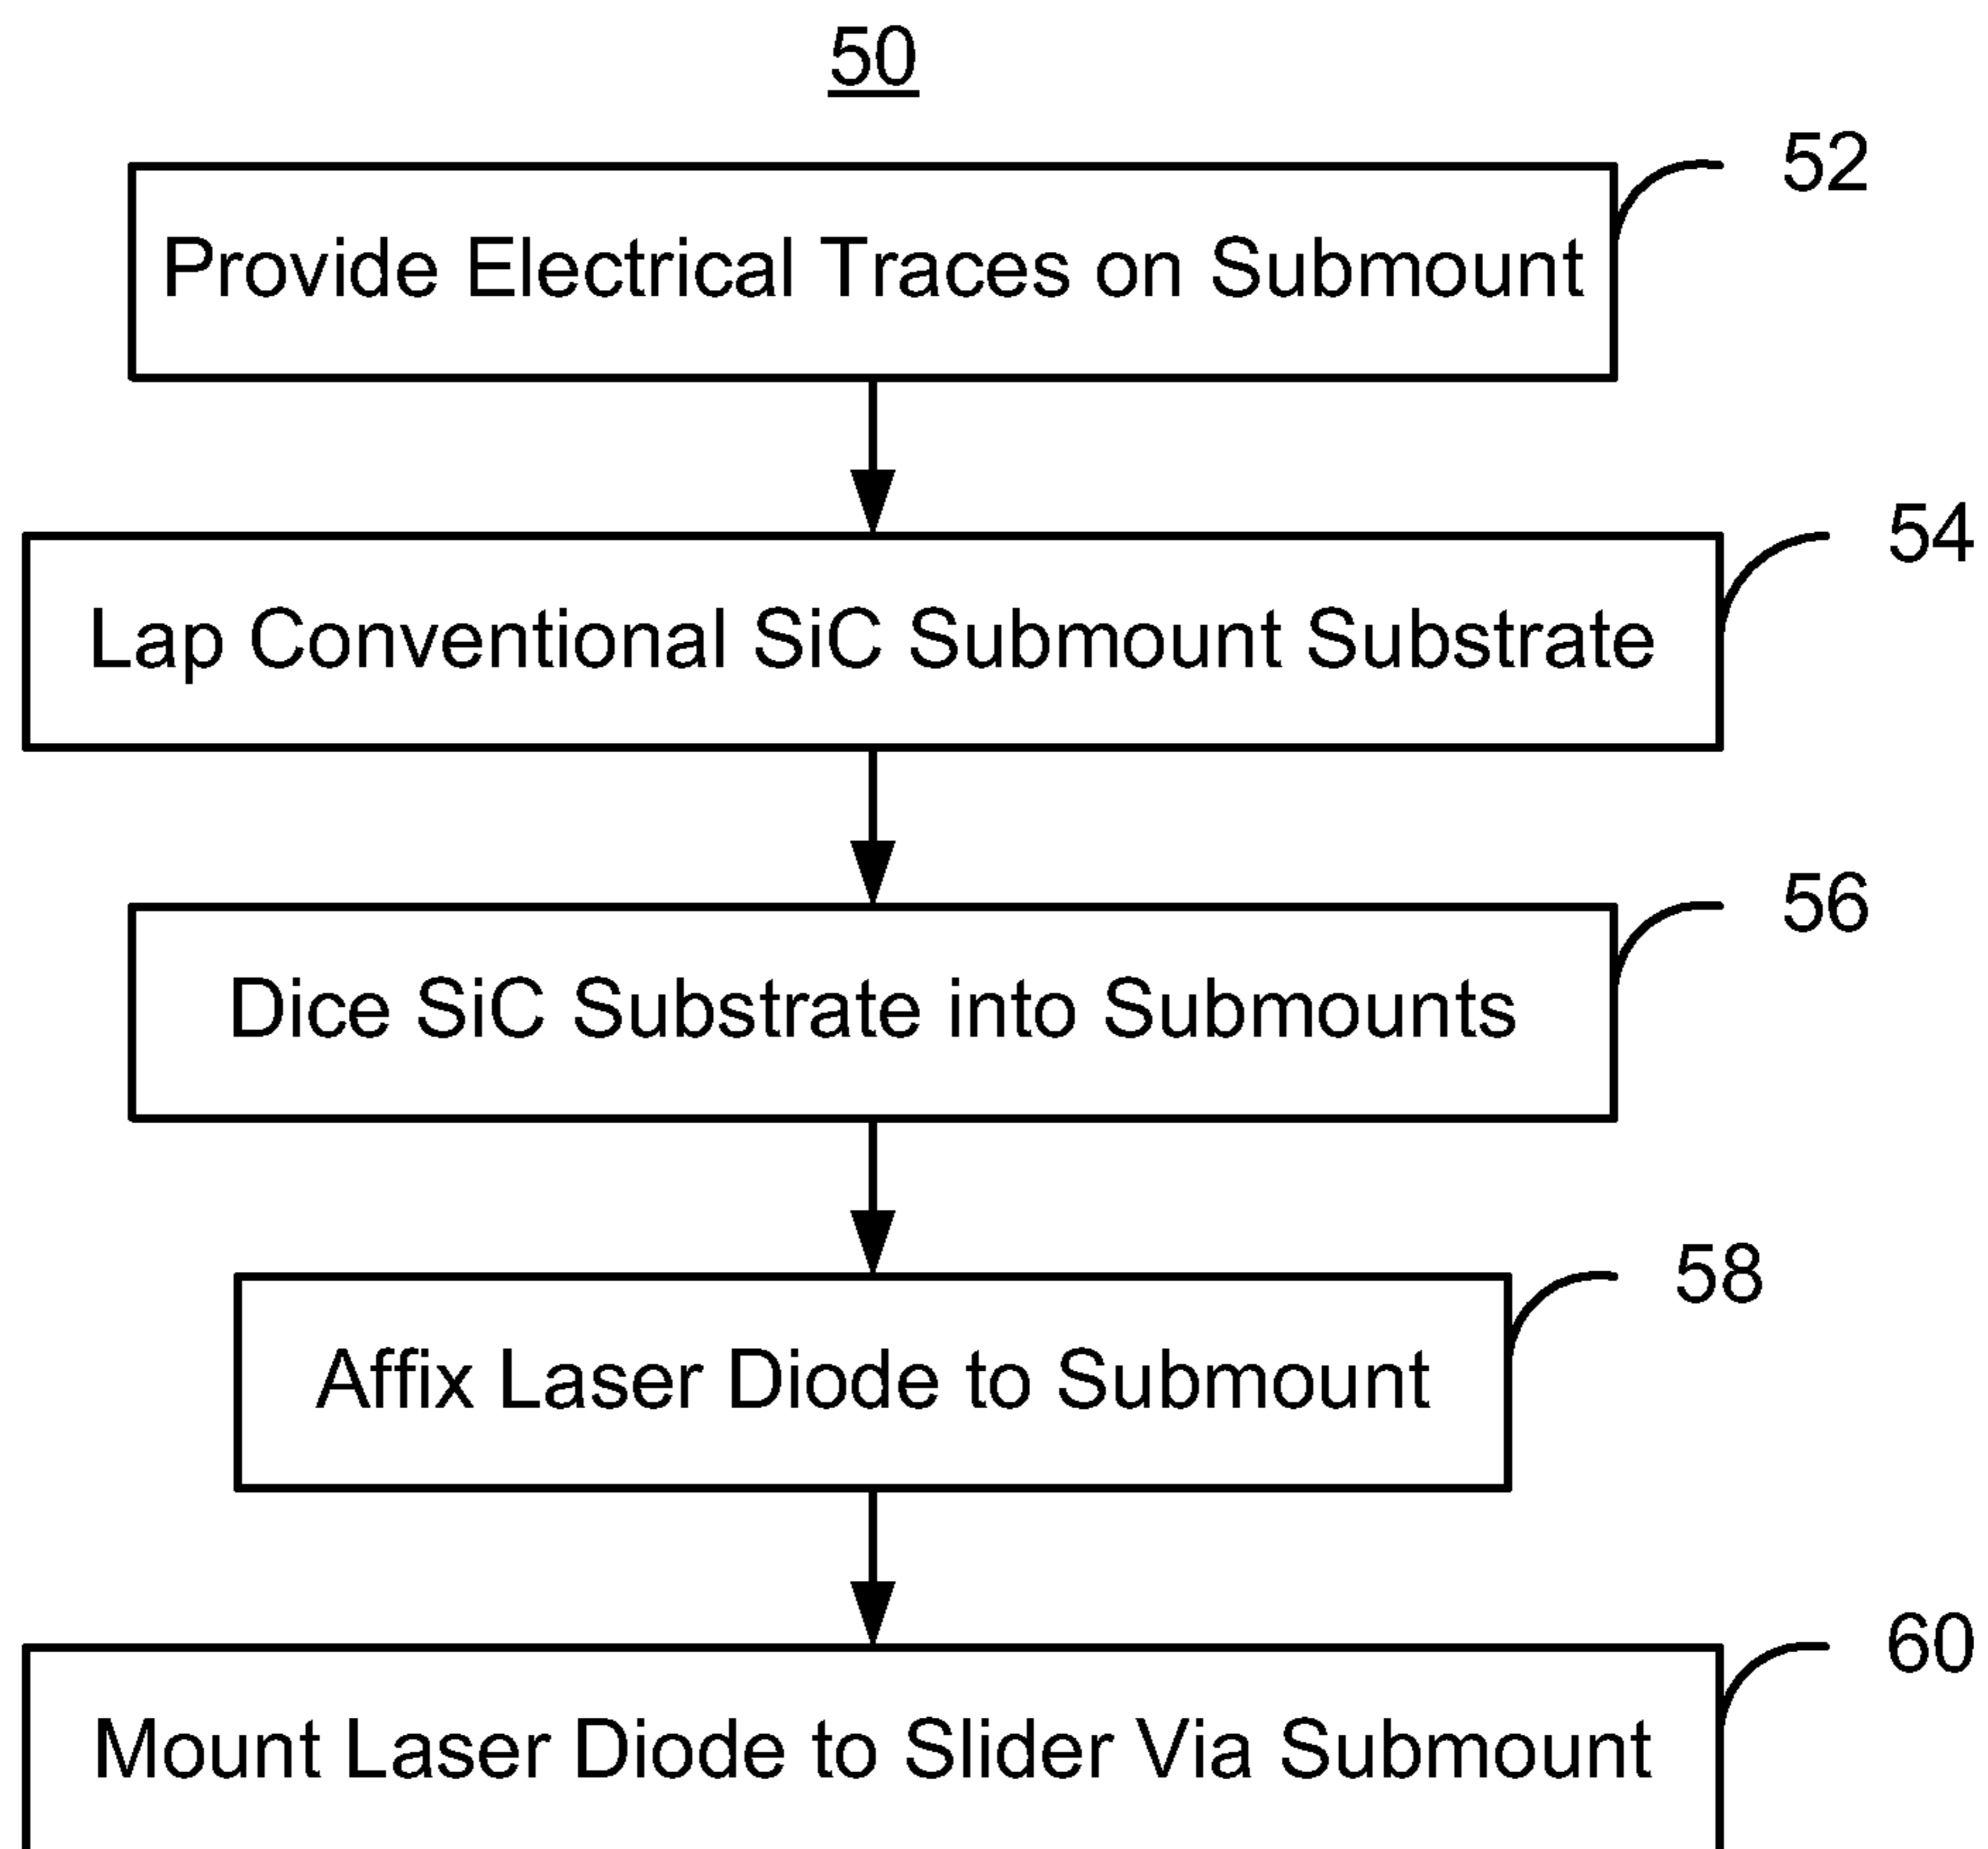 50
52
Provide Electrical Traces on Submount
54
Lap Conventional SiC Submount Substrate
56
Dice SiC Substrate into Submounts
58
Affix Laser Diode to Submount
60
Mount Laser Diode to Slider Via Submount